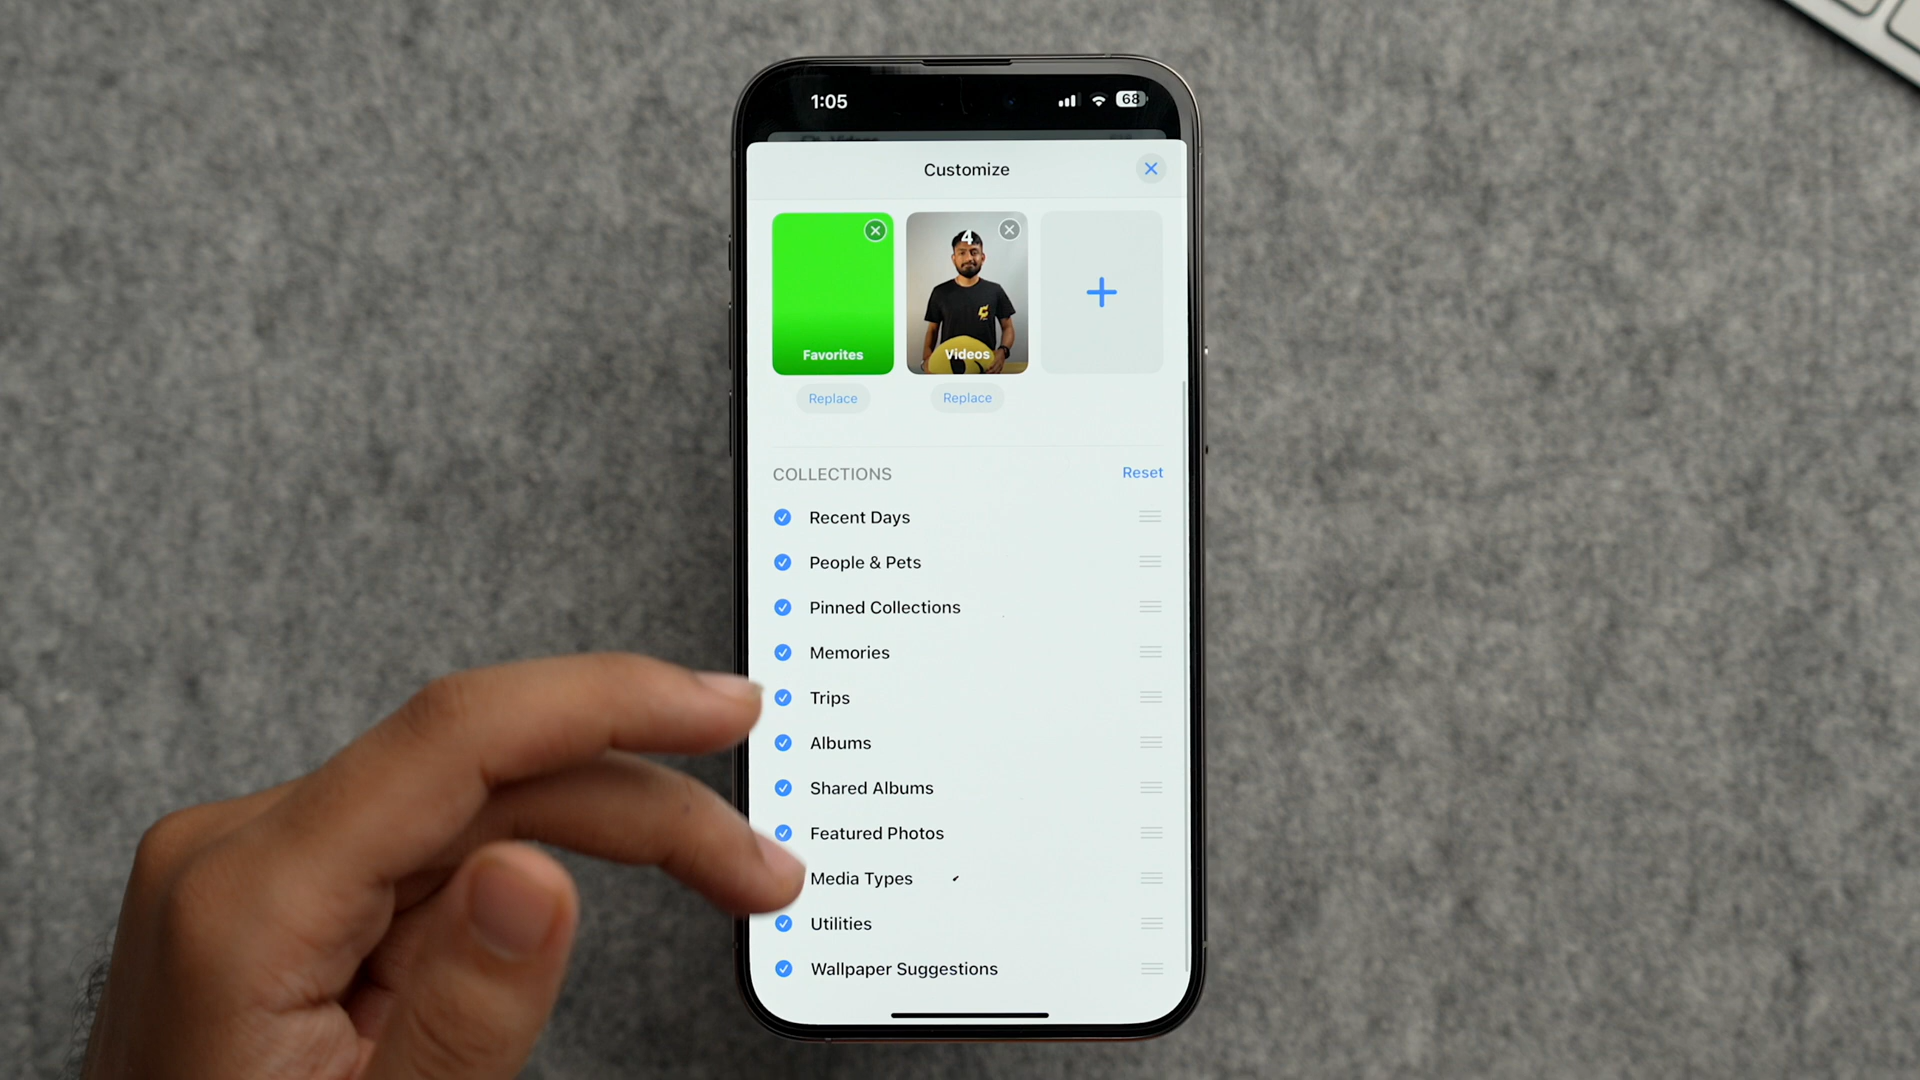 1:05
68
Customize
4
Favorites
Videos
Replace
Replace
COLLECTIONS
Reset
Recent Days
People & Pets
Pinned Collections
Memories
Trips
Albums
Shared Albums
Featured Photos
Media Types
Utilities
Wallpaper Suggestions